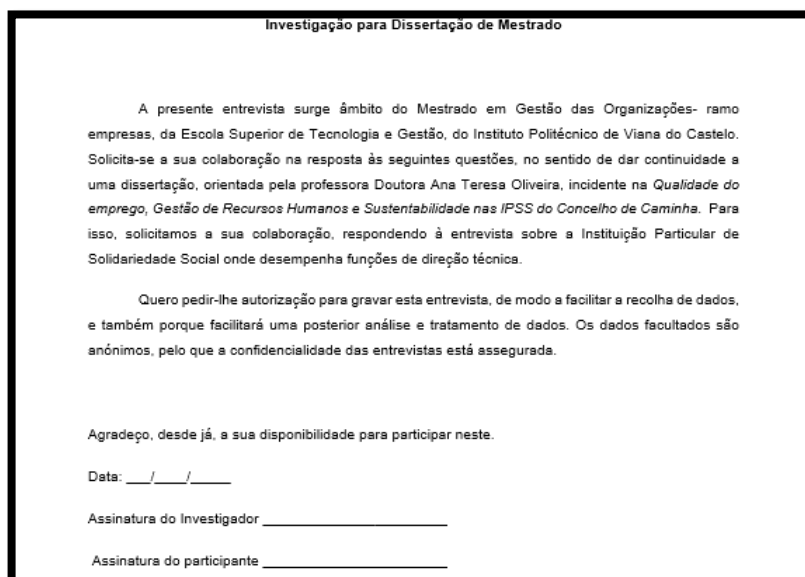 Investigação para Dissertação de Mestrado
A presente entrevista surge âmbito do Mestrado em Gestão das Organizações- ramo
empresas, da Escola Superior de Tecnologia e Gestão, do Instituto Politécnico de Viana do Castelo.
Solicita-se a sua colaboração na resposta às seguintes questões, no sentido de dar continuidade a
uma dissertação, orientada pela professora Doutora Ana Teresa Oliveira, incidente na Qualidade do
emprego, Gestão de Recursos Humanos e Sustentabilidade nas IPSS do Concelho de Caminha. Para
isso, solicitamos a sua colaboração, respondendo à entrevista sobre a Instituição Particular de
Solidariedade Social onde desempenha funções de direção técnica.
Quero pedir-lhe autorização para gravar esta entrevista, de modo a facilitar a recolha de dados,
e também porque facilitará uma posterior análise e tratamento de dados. Os dados facultados são
anónimos, pelo que a confidencialidade das entrevistas está assegurada.
Agradeço, desde já, a sua disponibilidade para participar neste.
Data: ___/____/_____
Assinatura do Investigador _______________________
Assinatura do participante _______________________